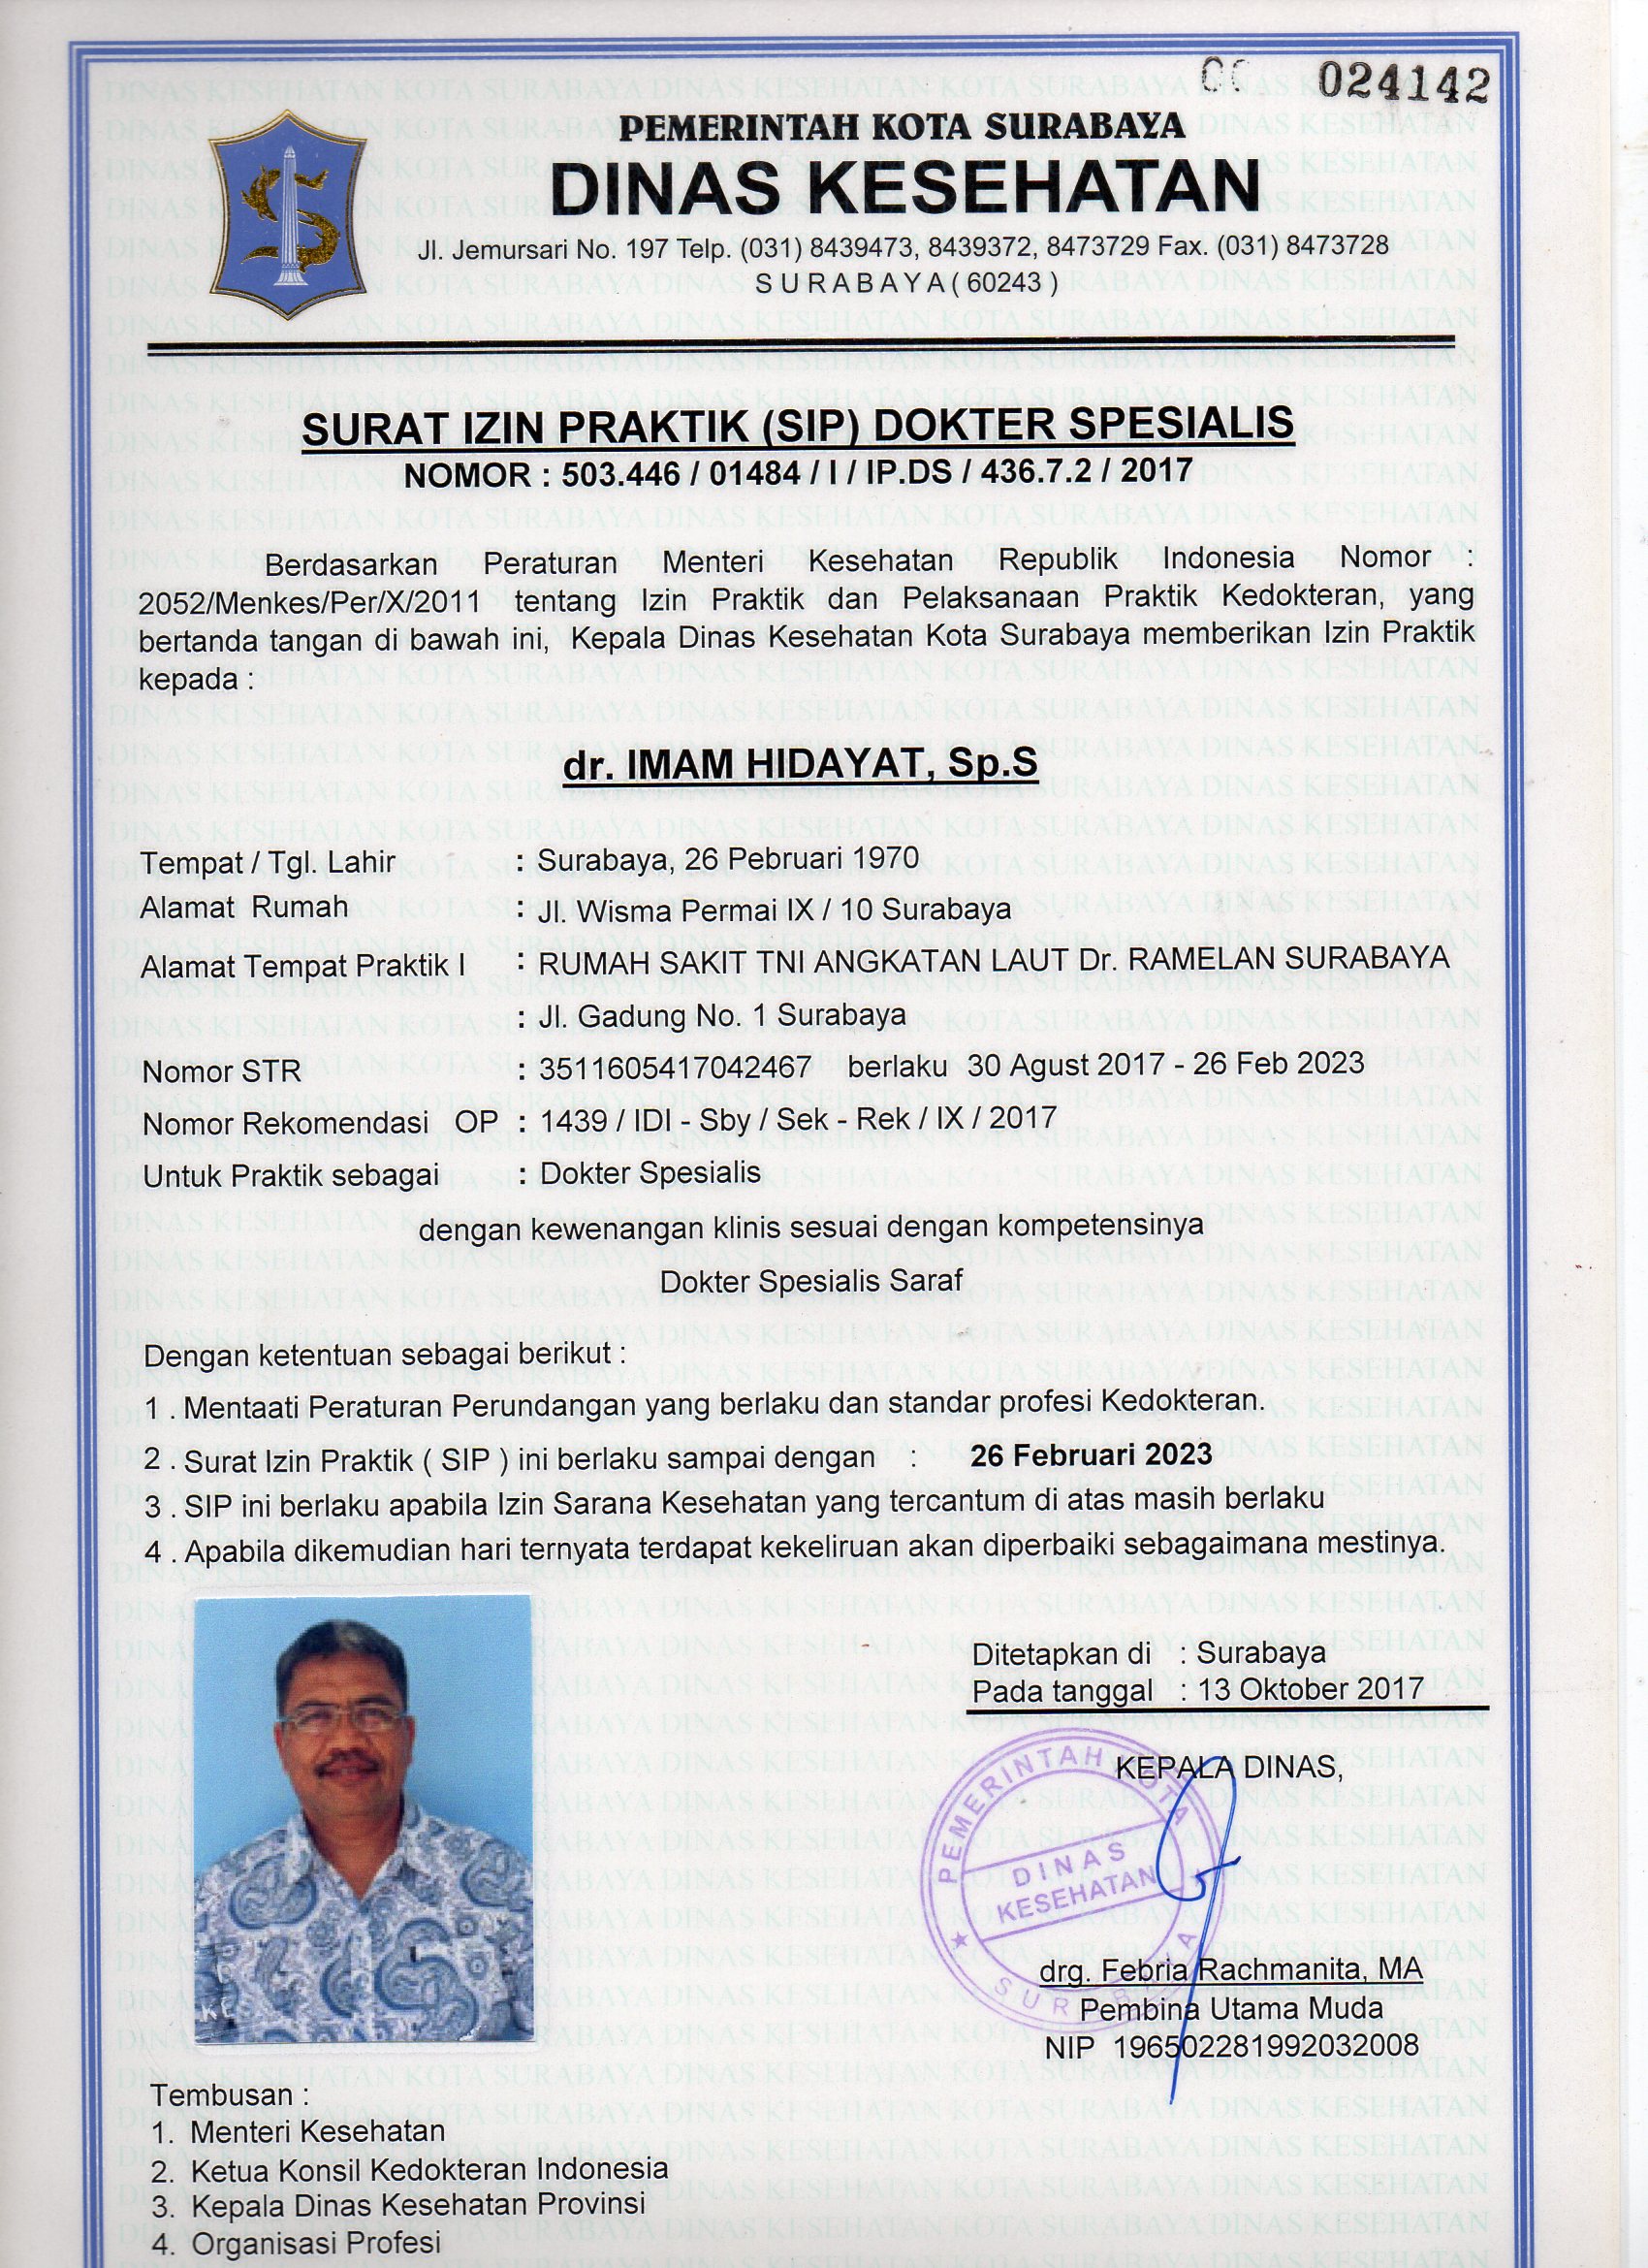 024142
PEMERINTAH KOTA SURABAYA
DINAS KESEHATAN
Jl. Jemursari No. 197 Telp. (031) 8439473, 8439372, 8473729 Fax. (031) 8473728
S U R A B A Y A ( 60243 )
SURAT IZIN PRAKTIK (SIP) DOKTER SPESIALIS
NOMOR : 503.446 / 01484 / I / IP.DS / 436.7.2 / 2017
Berdasarkan Peraturan Menteri Kesehatan Republik Indonesia Nomor :
2052/Menkes/Per/X/2011 tentang Izin Praktik dan Pelaksanaan Praktik Kedokteran, yang
bertanda tangan di bawah ini, Kepala Dinas Kesehatan Kota Surabaya memberikan Izin Praktik
kepada :
dr. IMAM HIDAYAT, Sp.S
Tempat / Tgl. Lahir : Surabaya, 26 Pebruari 1970
Alamat Rumah : Jl. Wisma Permai IX / 10 Surabaya
Alamat Tempat Praktik I : RUMAH SAKIT TNI ANGKATAN LAUT Dr. RAMELAN SURABAYA
: Jl. Gadung No. 1 Surabaya
Nomor STR : 3511605417042467 berlaku 30 Agust 2017 - 26 Feb 2023
Nomor Rekomendasi OP : 1439 / IDI - Sby / Sek - Rek / IX / 2017
Untuk Praktik sebagai : Dokter Spesialis
dengan kewenangan klinis sesuai dengan kompetensinya
Dokter Spesialis Saraf
Dengan ketentuan sebagai berikut :
1 . Mentaati Peraturan Perundangan yang berlaku dan standar profesi Kedokteran.
2 . Surat Izin Praktik ( SIP ) ini berlaku sampai dengan : 26 Februari 2023
3 . SIP ini berlaku apabila Izin Sarana Kesehatan yang tercantum di atas masih berlaku
4 . Apabila dikemudian hari ternyata terdapat kekeliruan akan diperbaiki sebagaimana mestinya.
Ditetapkan di : Surabaya
Pada tanggal : 13 Oktober 2017
KEPALA DINAS,
PEMERINTAH KOTA
DINAS
KESEHATAN
SURABAYA
drg. Febria Rachmanita, MA
Pembina Utama Muda
NIP 196502281992032008
Tembusan :
1. Menteri Kesehatan
2. Ketua Konsil Kedokteran Indonesia
3. Kepala Dinas Kesehatan Provinsi
4. Organisasi Profesi